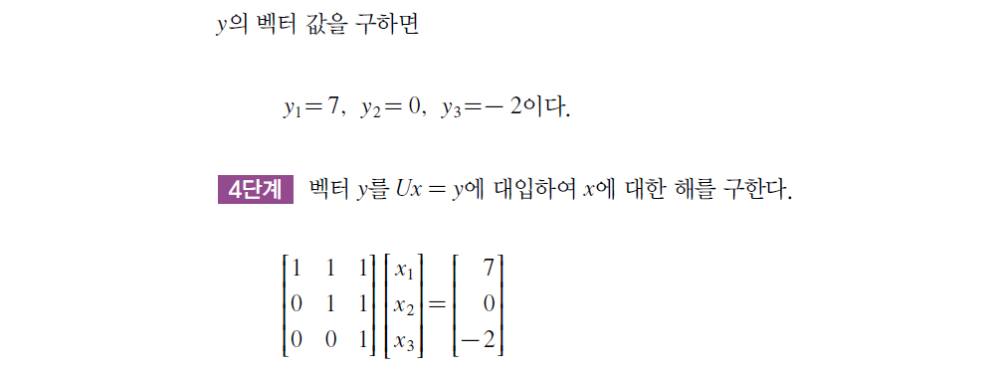 y의 벡터 값을 구하면
y₁=7, y₂=0, y₃=−2이다.
4단계 벡터 y를 Ux=y에 대입하여 x에 대한 해를 구한다.
[1 1 1] [x₁] [7]
[0 1 1] [x₂] = [0]
[0 0 1] [x₃] [−2]